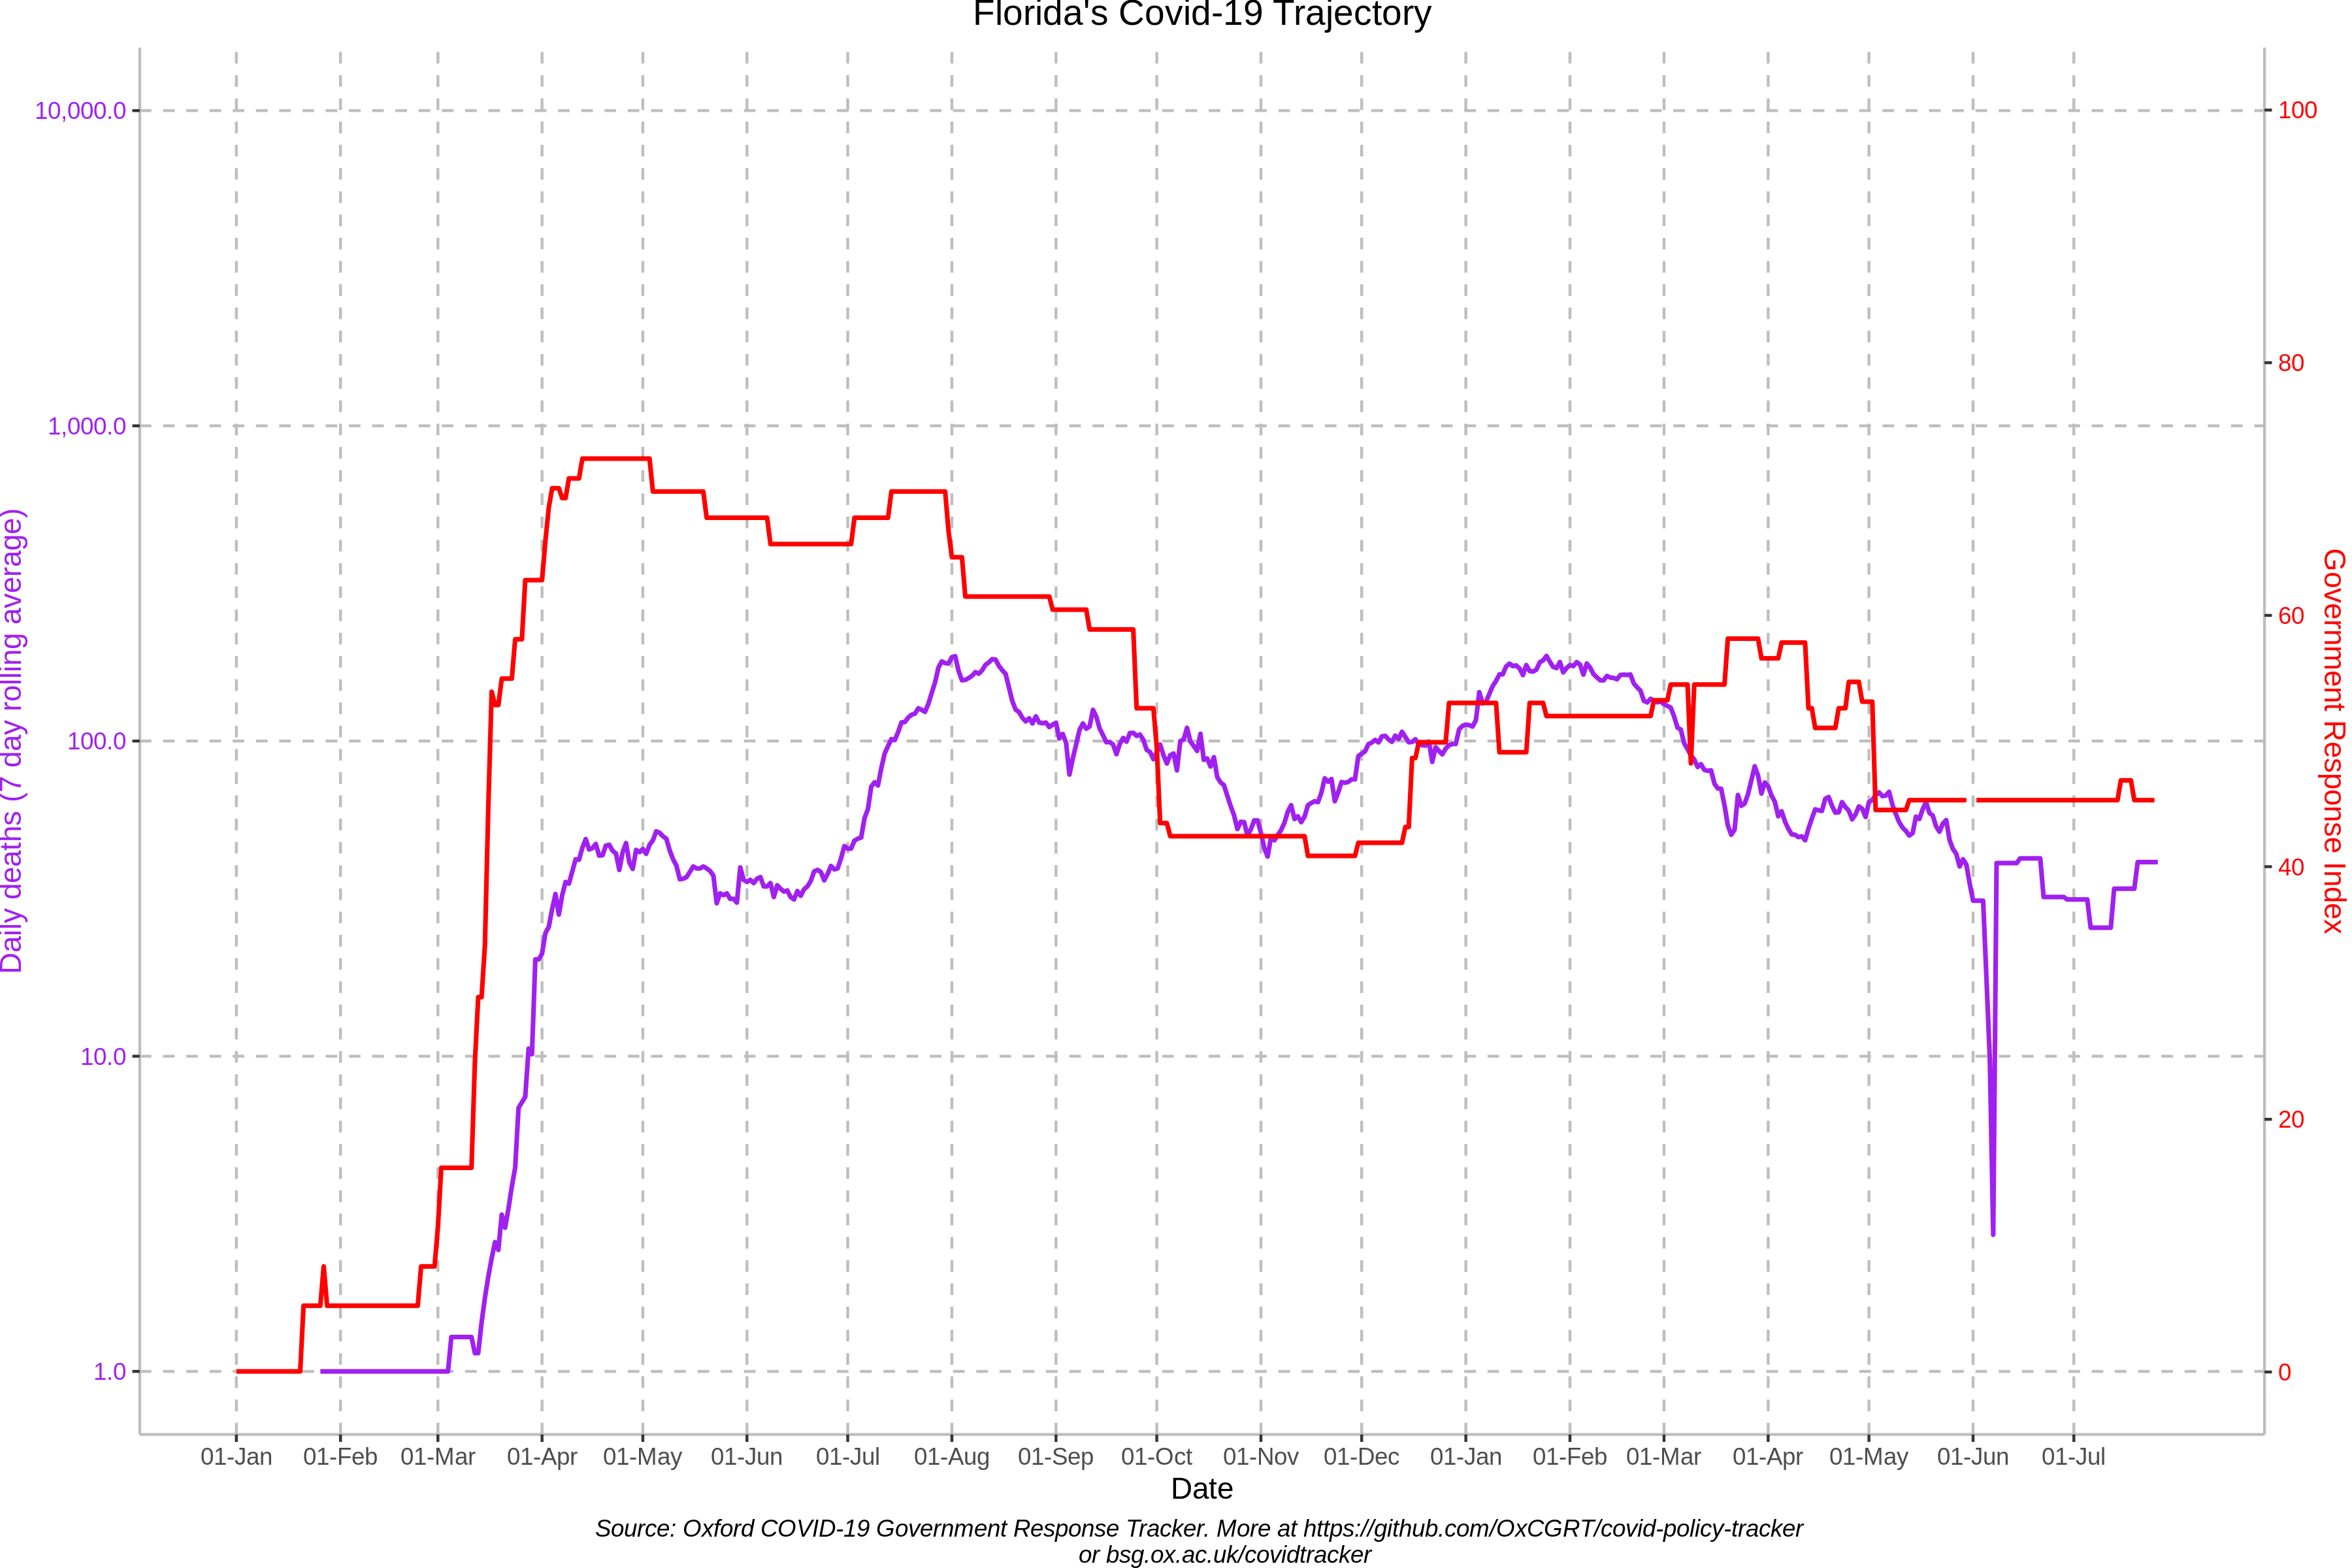 Florida's Covid-19 Trajectory
10,000.0
1,000.0
100.0
10.0
1.0
Daily deaths (7 day rolling average)
100
80
60
40
20
0
Government Response Index
01-Jan 01-Feb 01-Mar 01-Apr 01-May 01-Jun 01-Jul 01-Aug 01-Sep 01-Oct 01-Nov 01-Dec 01-Jan 01-Feb 01-Mar 01-Apr 01-May 01-Jun 01-Jul
Date
Source: Oxford COVID-19 Government Response Tracker. More at https://github.com/OxCGRT/covid-policy-tracker
or bsg.ox.ac.uk/covidtracker